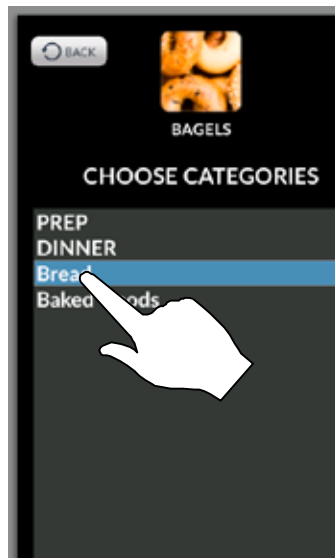 BACK
BAGELS
CHOOSE CATEGORIES
PREP
DINNER
Bread
Baked